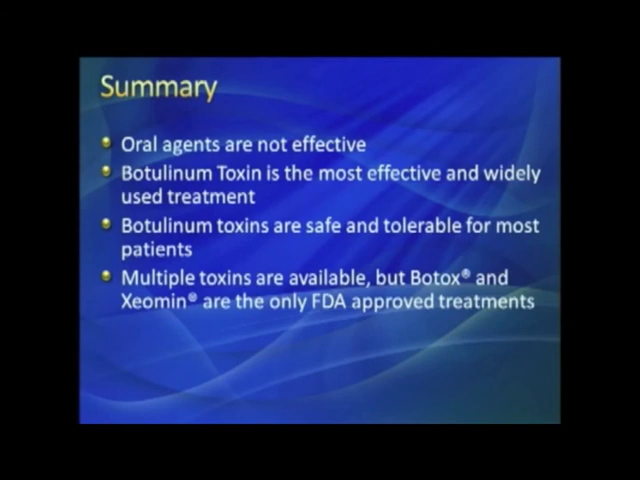 Summary
Oral agents are not effective
Botulinum Toxin is the most effective and widely
used treatment
Botulinum toxins are safe and tolerable for most
patients
Multiple toxins are available, but Botox® and
Xeomin® are the only FDA approved treatments